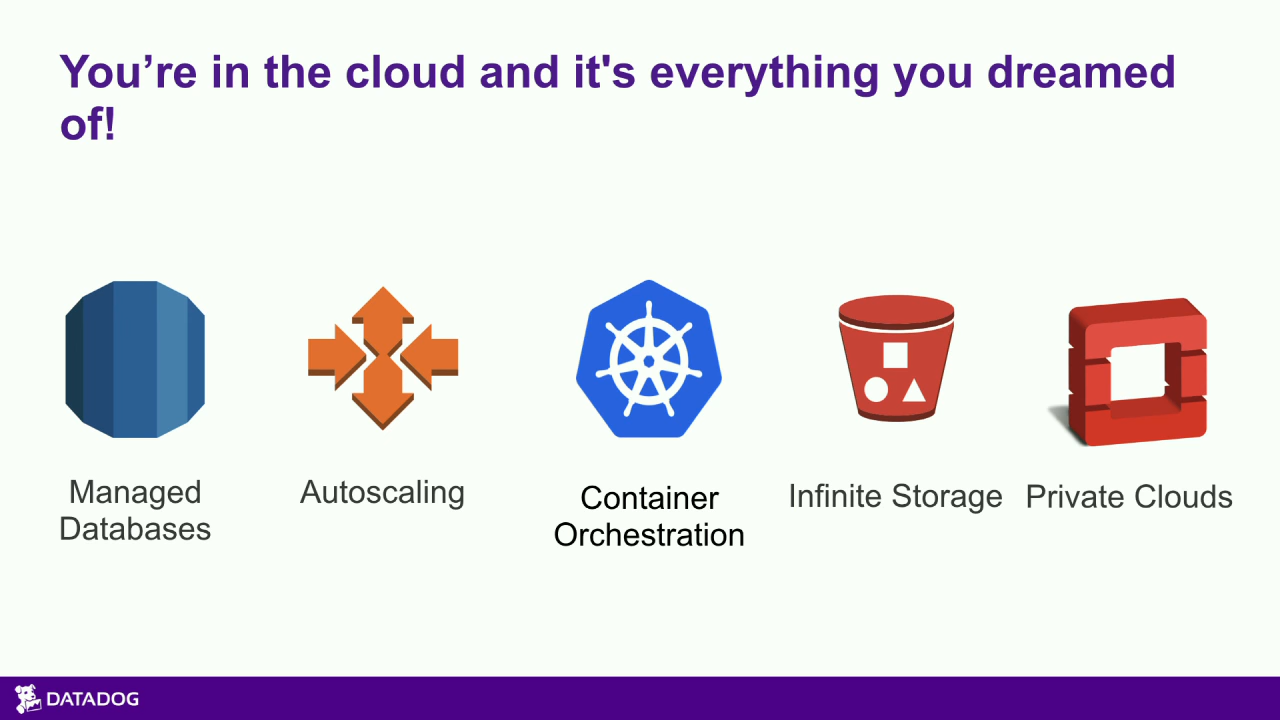 You’re in the cloud and it's everything you dreamed
of!
Managed
Databases
Autoscaling
Container
Orchestration
Infinite Storage
Private Clouds
DATADOG